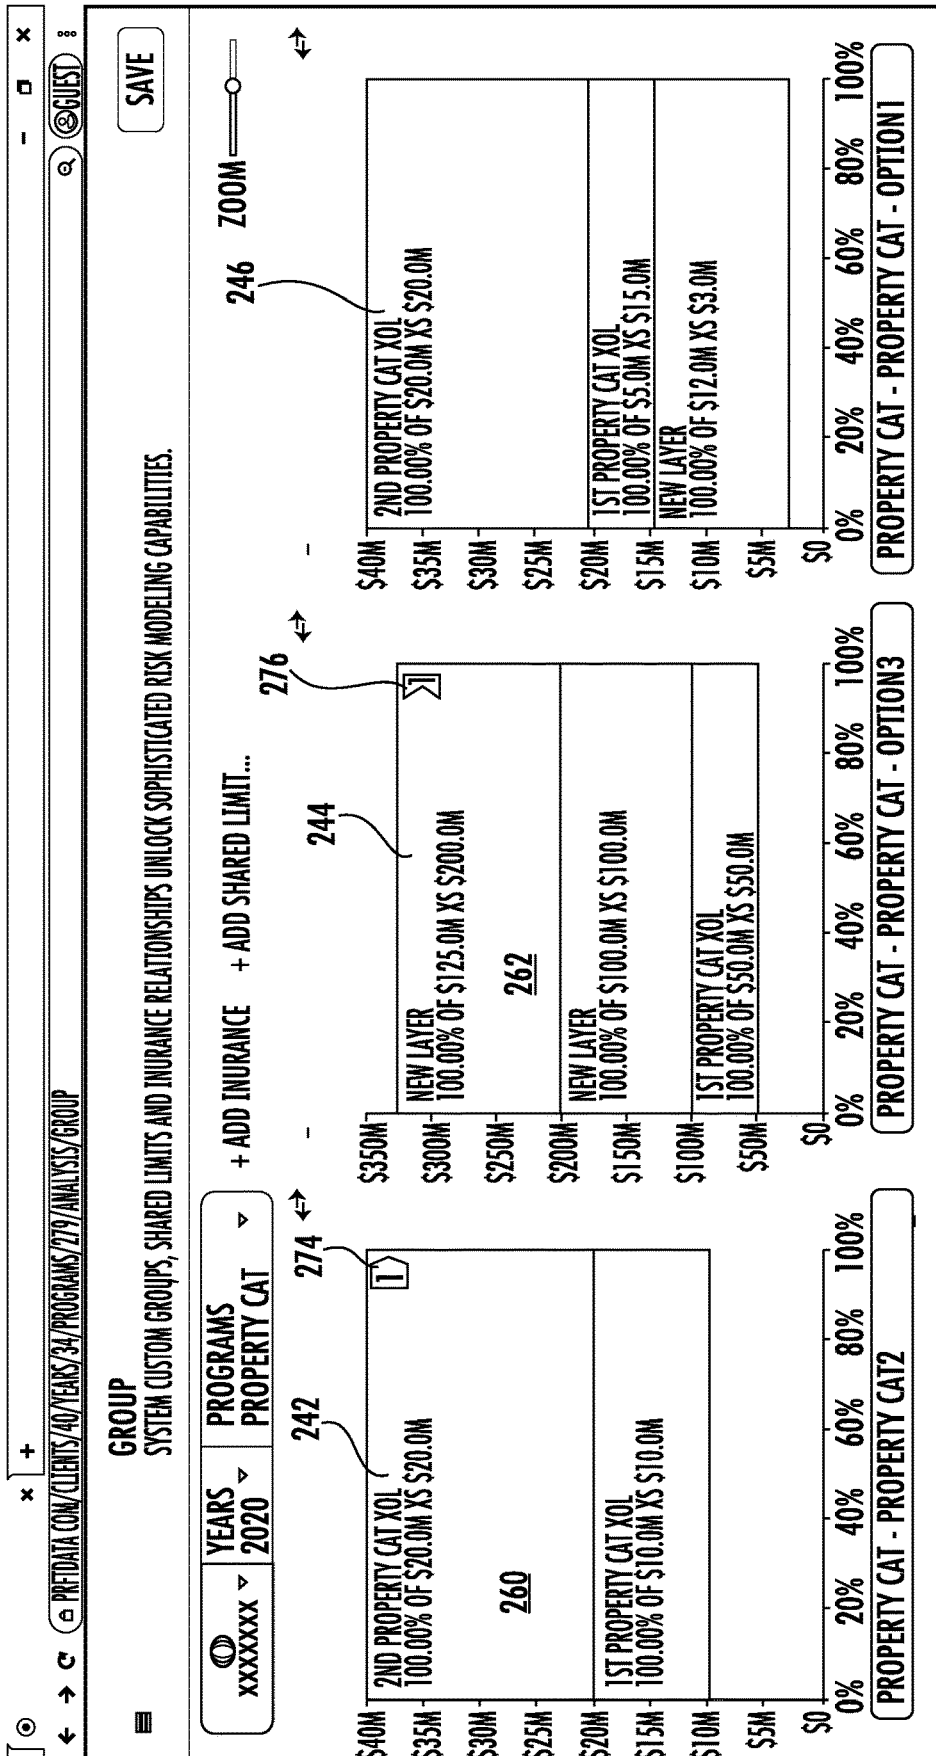 PRFTDATA COM/CLIENTS/40/YEARS/34/PROGRAMS/279/ANALYSIS/GROUP
GUEST
GROUP
SYSTEM CUSTOM GROUPS, SHARED LIMITS AND INURANCE RELATIONSHIPS UNLOCK SOPHISTICATED RISK MODELING CAPABLITIES.
SAVE
XXXXXX
YEARS
2020
PROGRAMS
PROPERTY CAT
+ ADD INURANCE
+ ADD SHARED LIMIT...
ZOOM
242
274
244
276
246
$40M
$35M
$30M
$25M
$20M
$15M
$10M
$5M
$0
2ND PROPERTY CAT XOL
100.00% OF $20.0M XS $20.0M
1
260
1ST PROPERTY CAT XOL
100.00% OF $10.0M XS $10.0M
0% 20% 40% 60% 80% 100%
PROPERTY CAT - PROPERTY CAT2
$350M
$300M
$250M
$200M
$150M
$100M
$50M
$0
NEW LAYER
100.00% OF $125.0M XS $200.0M
1
262
NEW LAYER
100.00% OF $100.0M XS $100.0M
1ST PROPERTY CAT XOL
100.00% OF $50.0M XS $50.0M
0% 20% 40% 60% 80% 100%
PROPERTY CAT - PROPERTY CAT - OPTION3
$40M
$35M
$30M
$25M
$20M
$15M
$10M
$5M
$0
2ND PROPERTY CAT XOL
100.00% OF $20.0M XS $20.0M
1ST PROPERTY CAT XOL
100.00% OF $5.0M XS $15.0M
NEW LAYER
100.00% OF $12.0M XS $3.0M
0% 20% 40% 60% 80% 100%
PROPERTY CAT - PROPERTY CAT - OPTION1